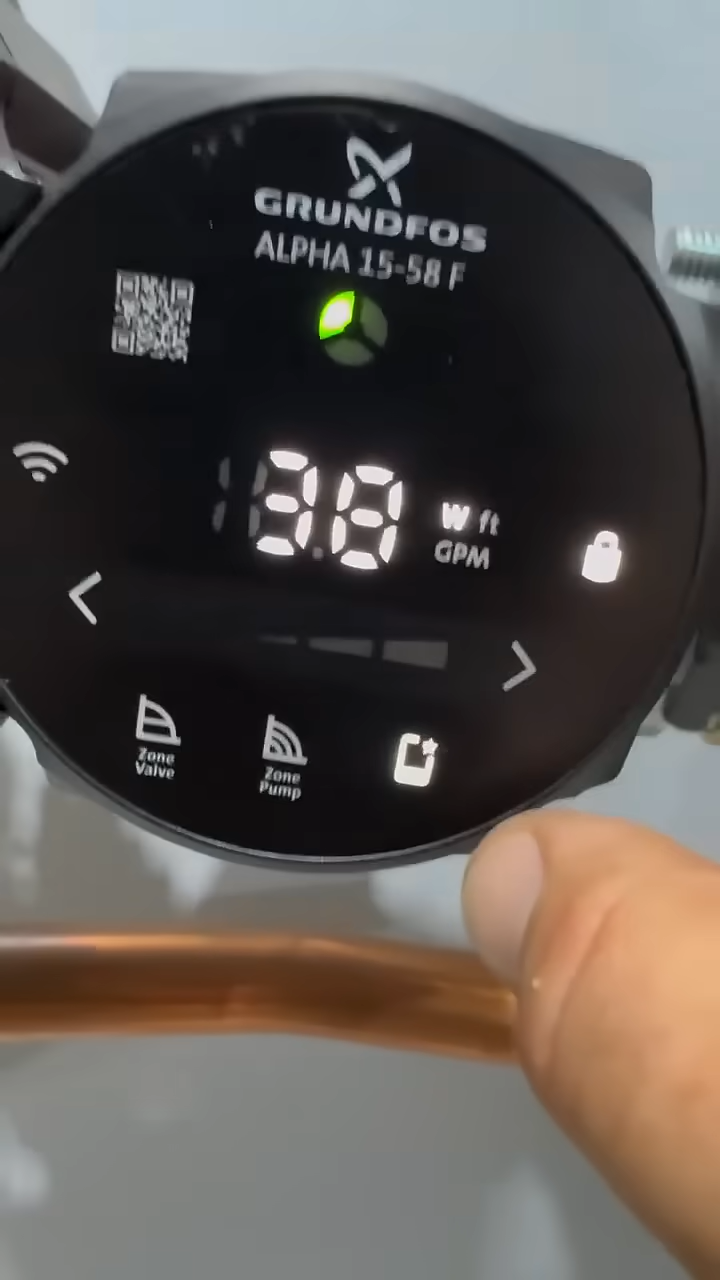 GRUNDFOS
ALPHA 15-58 F
38 W ft
GPM
Zone
Valve
Zone
Pump